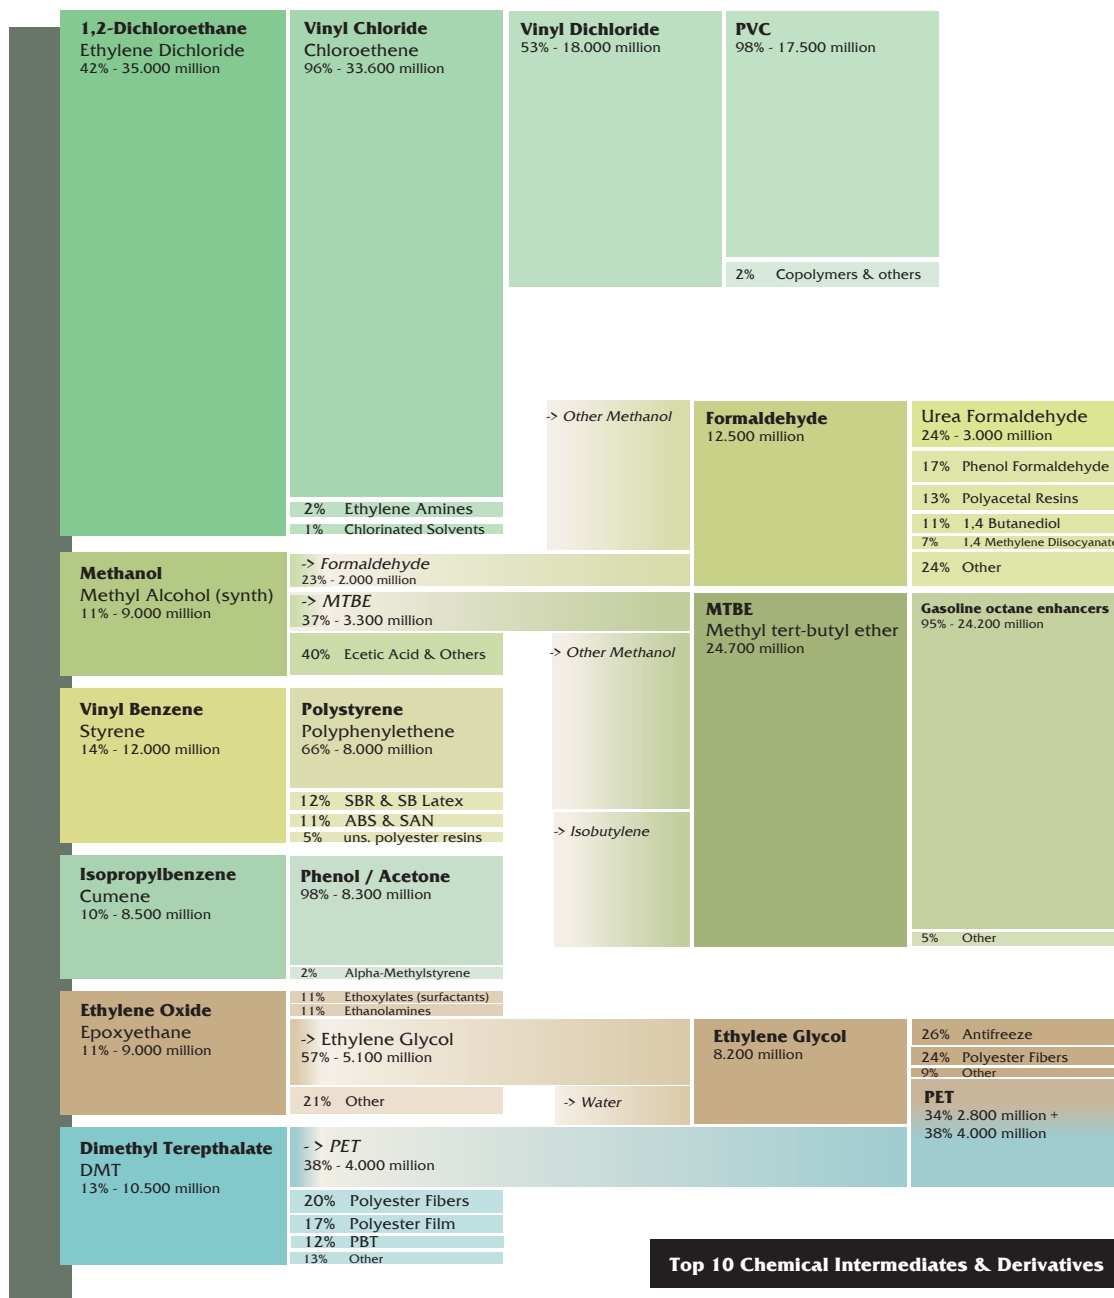 1,2-Dichloroethane
Ethylene Dichloride
42% - 35.000 million
Vinyl Chloride
Chloroethene
96% - 33.600 million
Vinyl Dichloride
53% - 18.000 million
PVC
98% - 17.500 million
2% Copolymers & others
2% Ethylene Amines
1% Chlorinated Solvents
-> Other Methanol
Formaldehyde
12.500 million
Urea Formaldehyde
24% - 3.000 million
17% Phenol Formaldehyde
13% Polyacetal Resins
11% 1,4 Butanediol
7% 1,4 Methylene Diisocyanate
24% Other
Methanol
Methyl Alcohol (synth)
11% - 9.000 million
-> Formaldehyde
23% - 2.000 million
-> MTBE
37% - 3.300 million
40% Ecetic Acid & Others
-> Other Methanol
-> Isobutylene
MTBE
Methyl tert-butyl ether
24.700 million
Gasoline octane enhancers
95% - 24.200 million
5% Other
Vinyl Benzene
Styrene
14% - 12.000 million
Polystyrene
Polyphenylethene
66% - 8.000 million
12% SBR & SB Latex
11% ABS & SAN
5% uns. polyester resins
Isopropylbenzene
Cumene
10% - 8.500 million
Phenol / Acetone
98% - 8.300 million
2% Alpha-Methylstyrene
Ethylene Oxide
Epoxyethane
11% - 9.000 million
11% Ethoxylates (surfactants)
11% Ethanolamines
-> Ethylene Glycol
57% - 5.100 million
21% Other
-> Water
Ethylene Glycol
8.200 million
26% Antifreeze
24% Polyester Fibers
9% Other
PET
34% 2.800 million +
38% 4.000 million
Dimethyl Terepthalate
DMT
13% - 10.500 million
- > PET
38% - 4.000 million
20% Polyester Fibers
17% Polyester Film
12% PBT
13% Other
Top 10 Chemical Intermediates & Derivatives